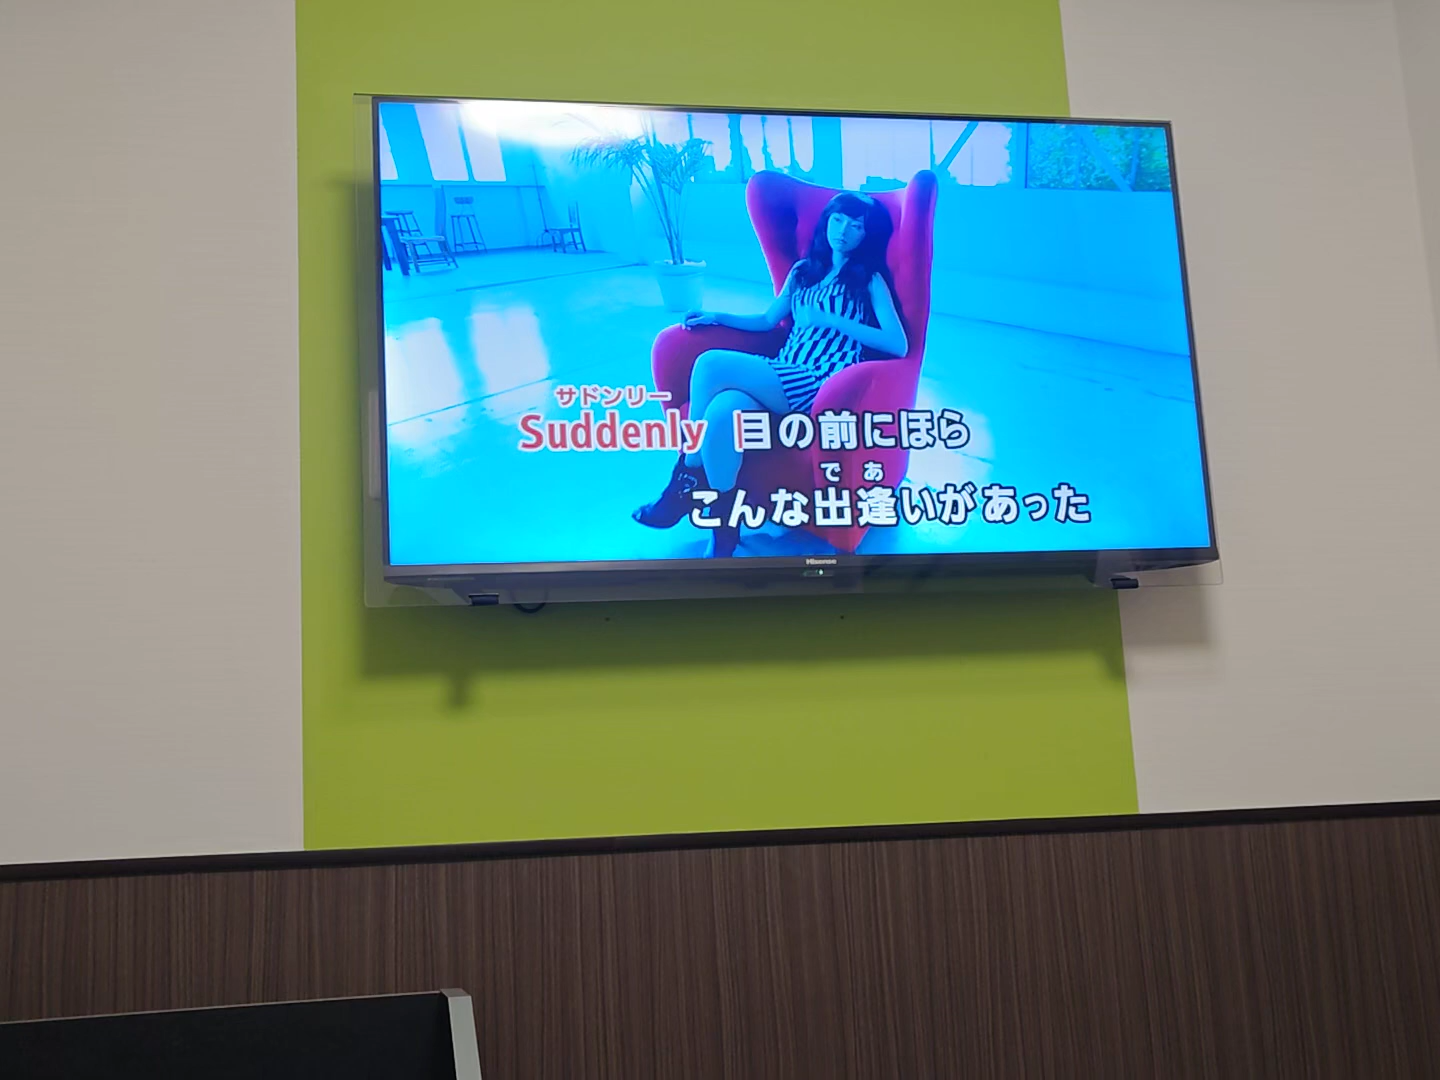 サドンリー
Suddenly 目の前にほら
で あ
こんな出逢いがあった
Hisense